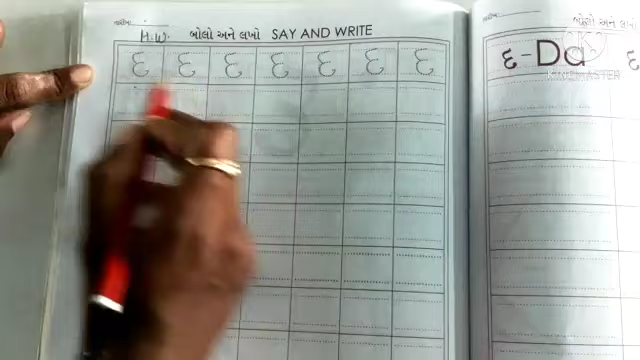 તારીખ:
H.W. બોલો અને લખો SAY AND WRITE
દ દ દ દ દ દ દ
બોલો અને લખો
દ - Da દ
KINEMASTER